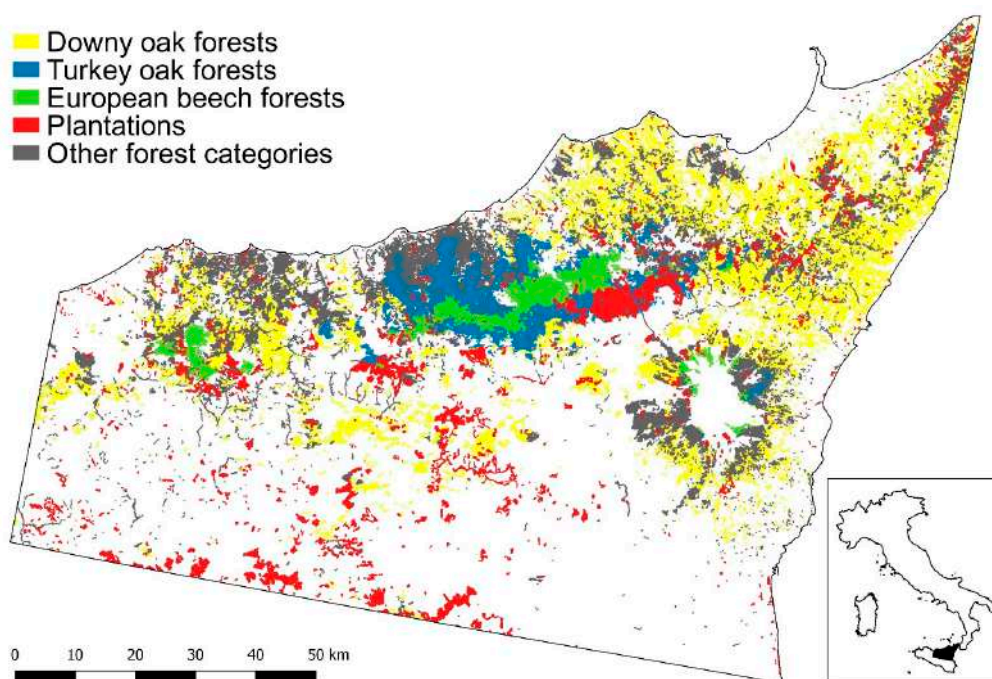 Downy oak forests
Turkey oak forests
European beech forests
Plantations
Other forest categories
0 10 20 30 40 50 km